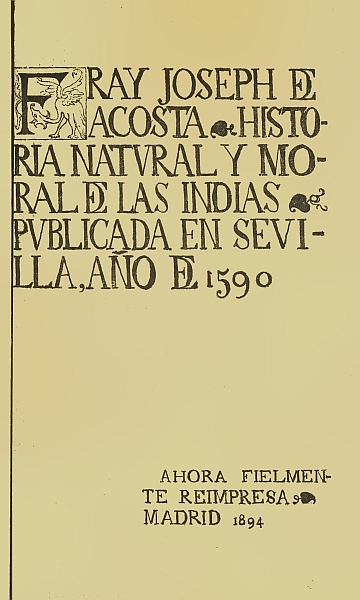 FRAY JOSEPH DE
ACOSTA HISTO-
RIA NATVRAL Y MO-
RAL DE LAS INDIAS
PVBLICADA EN SEVI-
LLA, AÑO DE 1590
AHORA FIELMEN-
TE REIMPRESA
MADRID 1894